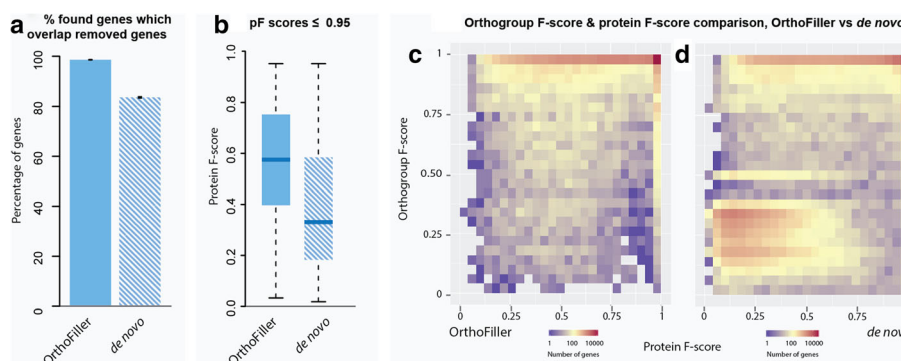 a
% found genes which
overlap removed genes
Percentage of genes
100
80
60
40
20
0
OrthoFiller
de novo
b
pF scores ≤ 0.95
Protein F-score
1.0
0.8
0.6
0.4
0.2
0.0
OrthoFiller
de novo
Orthogroup F-score & protein F-score comparison, OrthoFiller vs de novo
c
Orthogroup F-score
1
0.75
0.50
0.25
0
0 0.25 0.5 0.75 1
OrthoFiller
1 100 10000
Number of genes
Protein F-score
d
0 0.25 0.5 0.75
1 100 10000
Number of genes
de novo